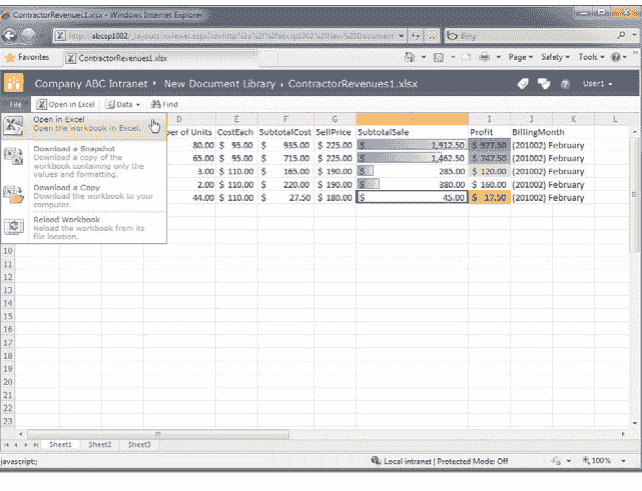 ContractorRevenues1.xlsx - Windows Internet Explorer
Bing
Favorites ContractorRevenues1.xlsx Page Safety Tools
Company ABC Intranet New Document Library ContractorRevenues1.xlsx User1
File Open in Excel Data Find
Open in Excel
Open the workbook in Excel.
Download a Snapshot
Download a copy of the
workbook containing only the
values and formatting.
Download a Copy
Download the workbook to your
computer.
Reload Workbook
Reload the workbook from its
file location.
D E F G I J K L
er of Units CostEach SubtotalCost SellPrice SubtotalSale Profit BillingMonth
80.00 $ 95.00 $ 935.00 $ 225.00 $ 1,912.50 $ 977.50 (201002) February
65.00 $ 95.00 $ 715.00 $ 225.00 $ 1,462.50 $ 747.50 (201002) February
3.00 $ 110.00 $ 165.00 $ 190.00 $ 285.00 $ 120.00 (201002) February
2.00 $ 110.00 $ 220.00 $ 190.00 $ 380.00 $ 160.00 (201002) February
44.00 $ 110.00 $ 27.50 $ 180.00 $ 45.00 $ 17.50 (201002) February
10
11
12
13
14
15
16
17
18
19
20
21
22
23
Sheet1 Sheet2 Sheet3
javascript:; Local intranet | Protected Mode: Off 100%